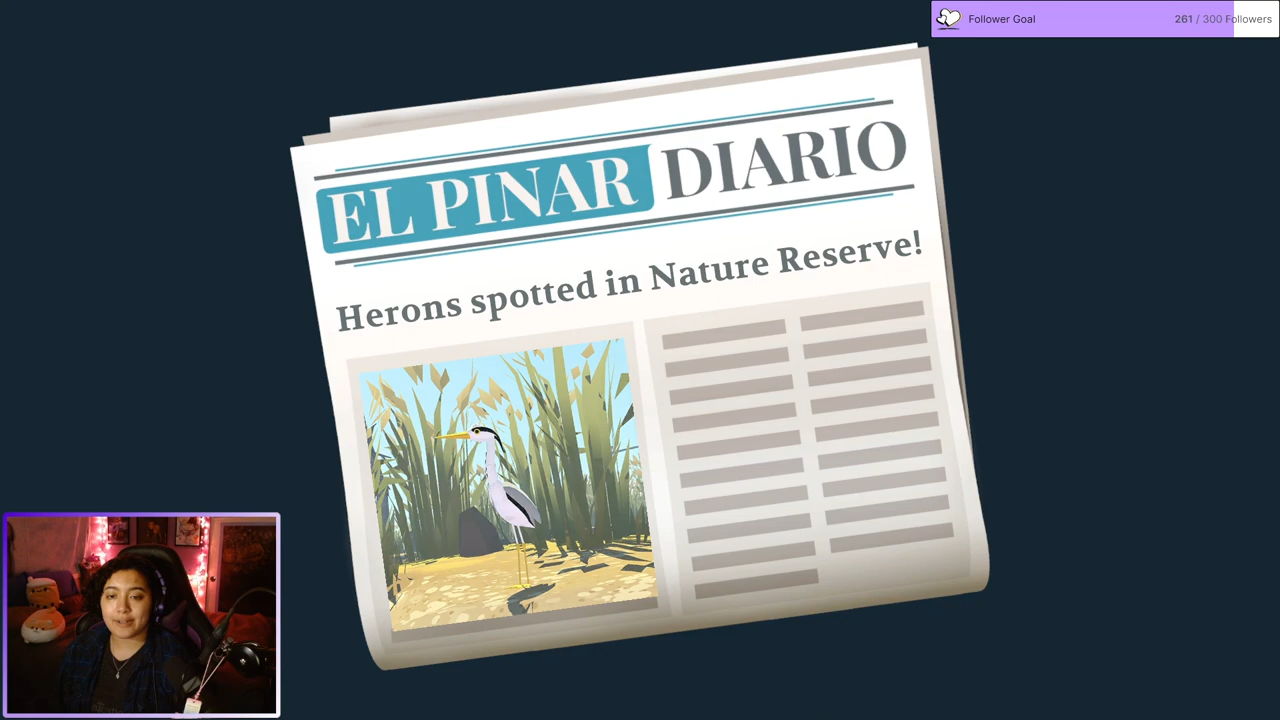 Follower Goal
261 / 300 Followers
EL PINAR DIARIO
Herons spotted in Nature Reserve!